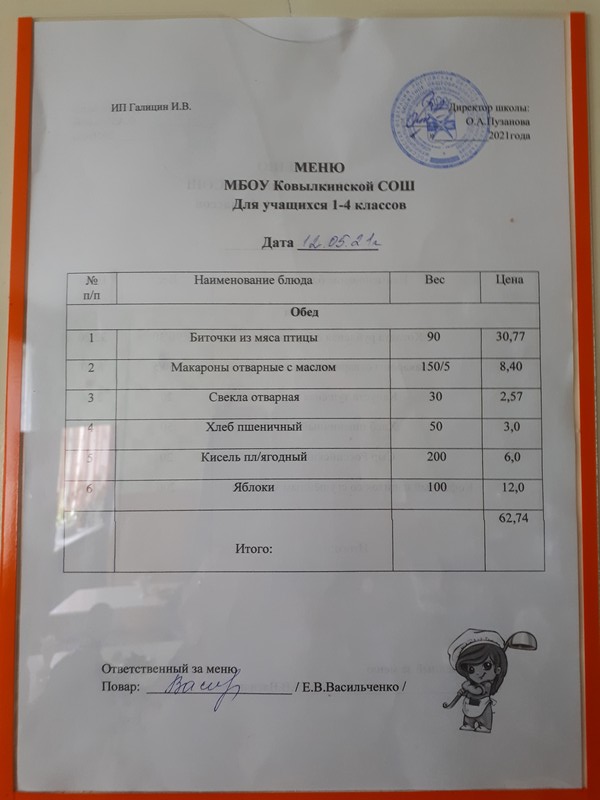 ИП Галицин И.В.
Директор школы:
О.А.Пузанова
2021года
МЕНЮ
МБОУ Ковылкинской СОШ
Для учащихся 1-4 классов
Дата 12.05.21г
№ п/п Наименование блюда Вес Цена
Обед
1 Биточки из мяса птицы 90 30,77
2 Макароны отварные с маслом 150/5 8,40
3 Свекла отварная 30 2,57
4 Хлеб пшеничный 50 3,0
5 Кисель пл/ягодный 200 6,0
6 Яблоки 100 12,0
62,74
Итого:
Ответственный за меню
Повар: / Е.В.Васильченко /